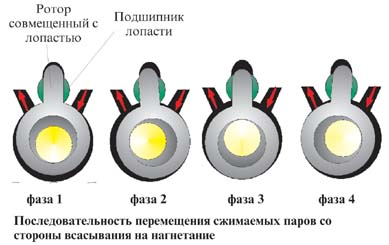 Ротор
совмещенный с
лопастью
Подшипник
лопасти
фаза 1 фаза 2 фаза 3 фаза 4
Последовательность перемещения сжимаемых паров со
стороны всасывания на нагнетание